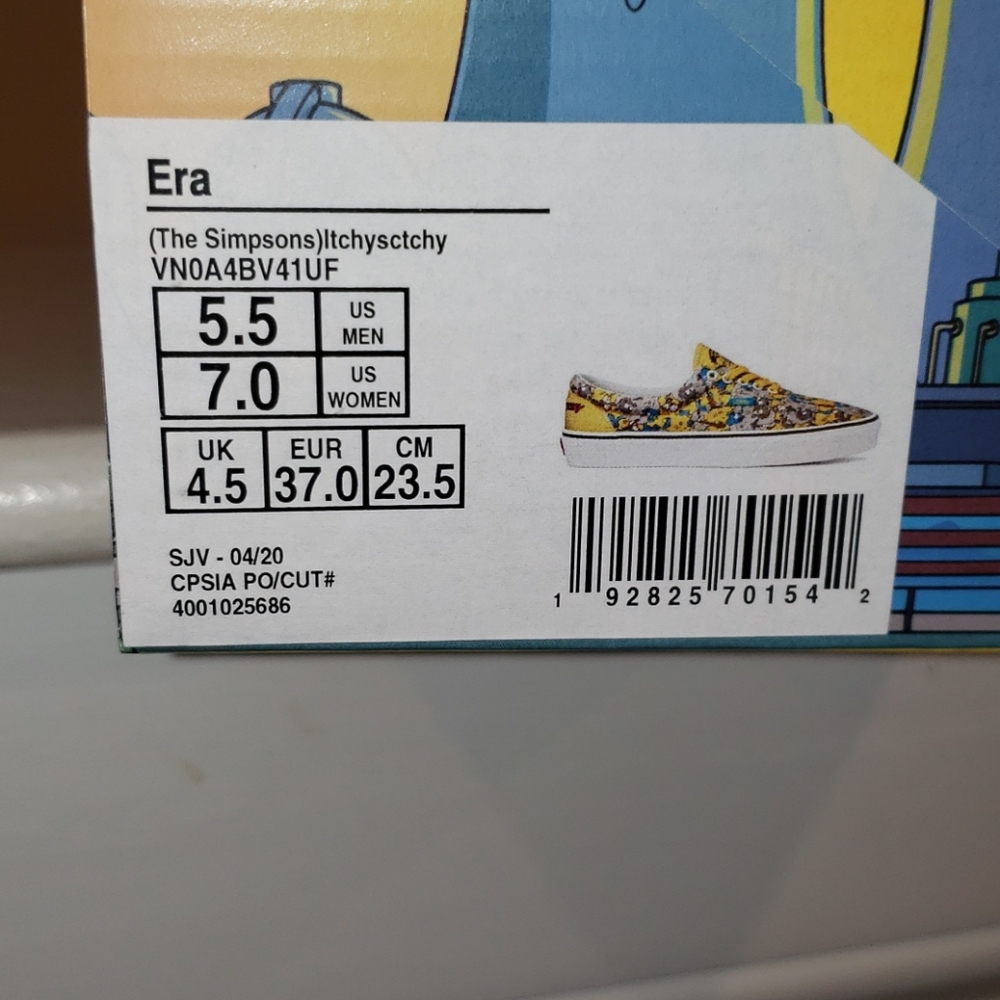 Era
(The Simpsons)Itchysctchy
VN0A4BV41UF
5.5 US MEN
7.0 US WOMEN
UK EUR CM
4.5 37.0 23.5
SJV - 04/20
CPSIA PO/CUT#
4001025686
1 92825 70154 2